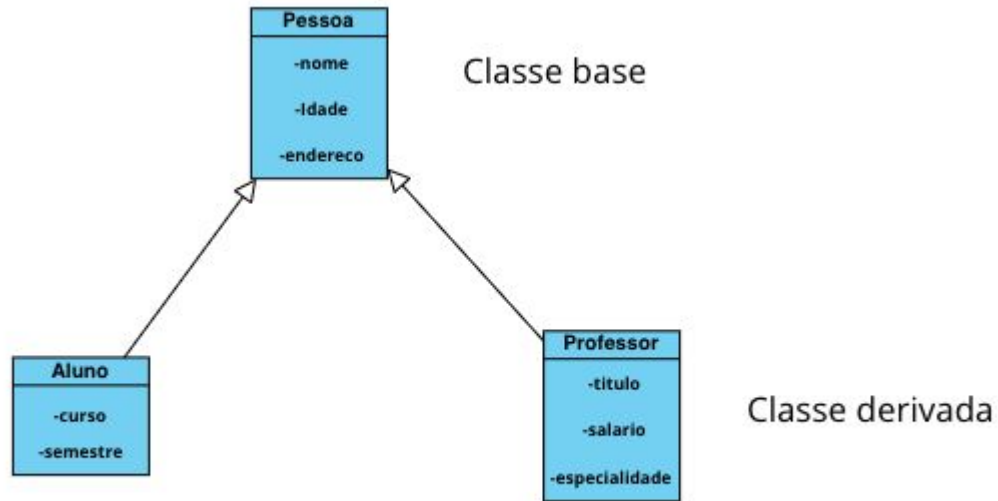 Pessoa
-nome
-Idade
-endereco
Classe base
Aluno
-curso
-semestre
Professor
-titulo
-salario
-especialidade
Classe derivada